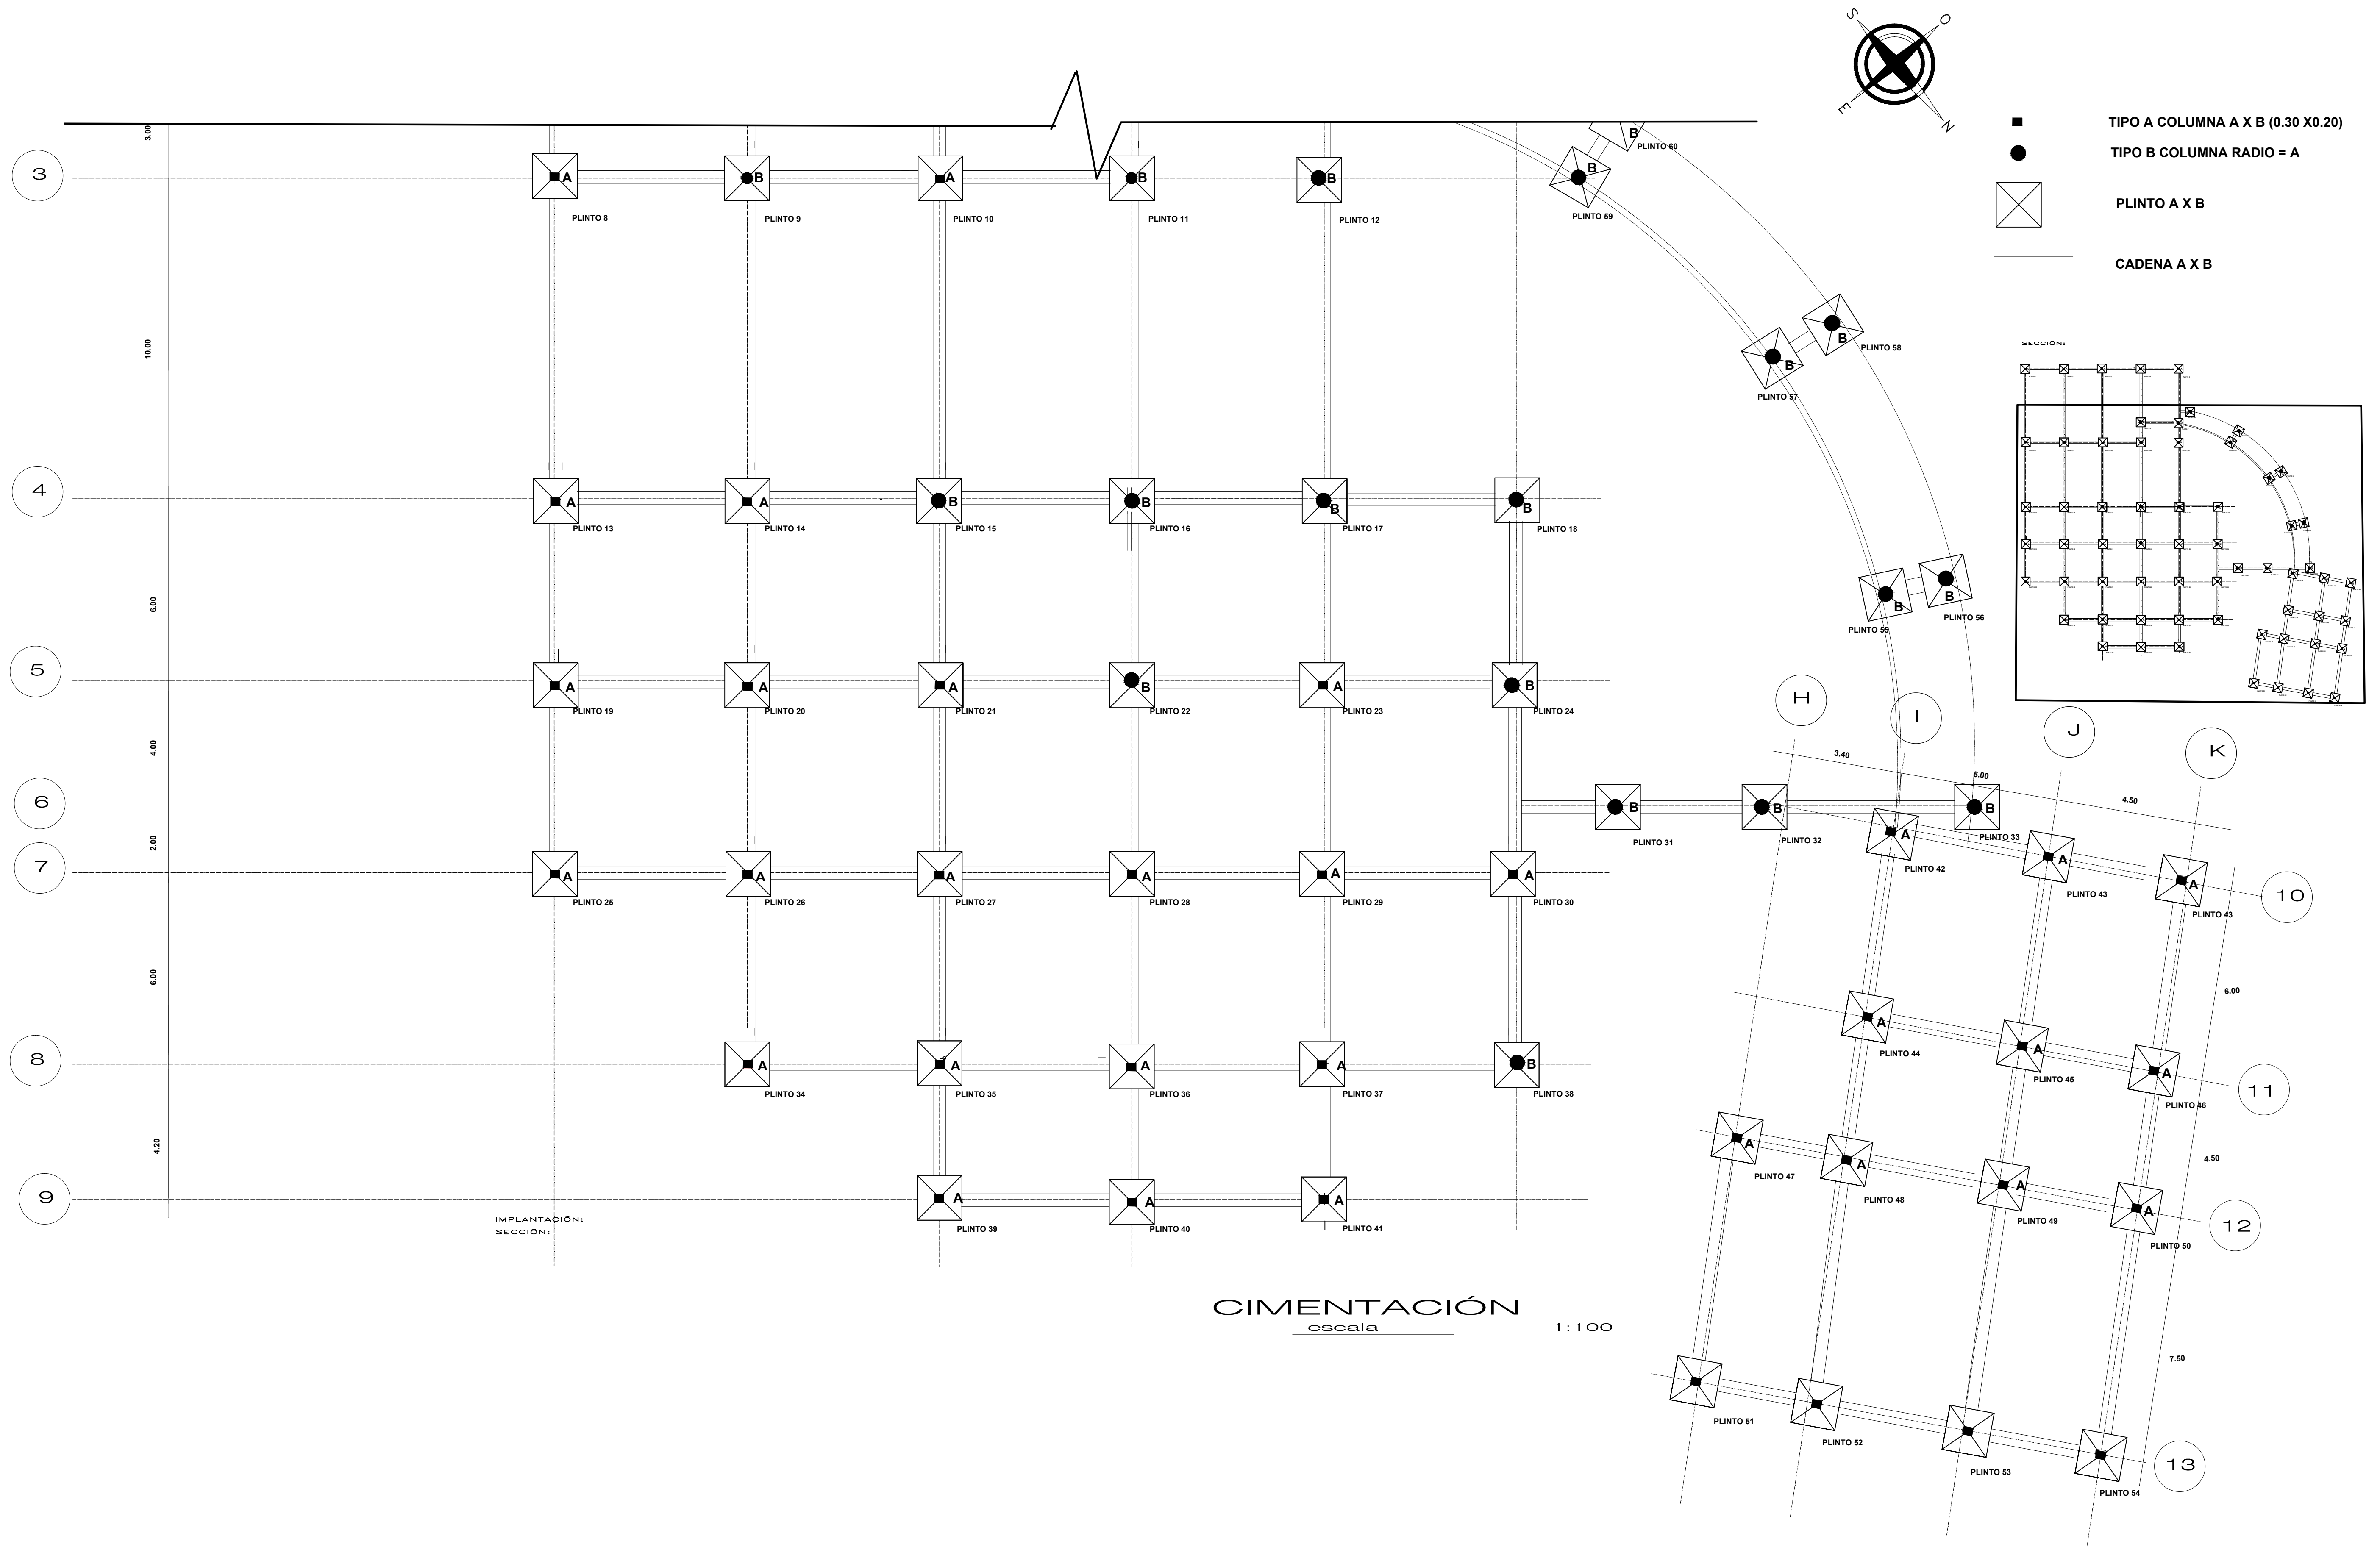 S
O
E
N
TIPO A COLUMNA A X B (0.30 X0.20)
TIPO B COLUMNA RADIO = A
PLINTO A X B
CADENA A X B
SECCIÓN:
3.00
3
A
B
A
B
B
B
B
PLINTO 60
PLINTO 8
PLINTO 9
PLINTO 10
PLINTO 11
PLINTO 12
PLINTO 59
10.00
B
B
PLINTO 58
PLINTO 57
4
A
A
B
B
B
B
PLINTO 13
PLINTO 14
PLINTO 15
PLINTO 16
PLINTO 17
PLINTO 18
6.00
B
B
PLINTO 55
PLINTO 56
5
A
A
A
B
A
B
PLINTO 19
PLINTO 20
PLINTO 21
PLINTO 22
PLINTO 23
PLINTO 24
H
I
J
K
4.00
3.40
5.00
4.50
6
B
B
B
PLINTO 31
PLINTO 32
PLINTO 33
2.00
7
A
A
A
A
A
A
PLINTO 25
PLINTO 26
PLINTO 27
PLINTO 28
PLINTO 29
PLINTO 30
A
A
A
PLINTO 42
PLINTO 43
PLINTO 43
10
6.00
6.00
8
A
A
A
A
B
PLINTO 34
PLINTO 35
PLINTO 36
PLINTO 37
PLINTO 38
A
A
A
PLINTO 44
PLINTO 45
PLINTO 46
11
4.20
4.50
9
A
A
A
PLINTO 39
PLINTO 40
PLINTO 41
A
A
A
A
PLINTO 47
PLINTO 48
PLINTO 49
PLINTO 50
12
IMPLANTACIÓN:
SECCIÓN:
CIMENTACIÓN
escala 1:100
7.50
PLINTO 51
PLINTO 52
PLINTO 53
PLINTO 54
13